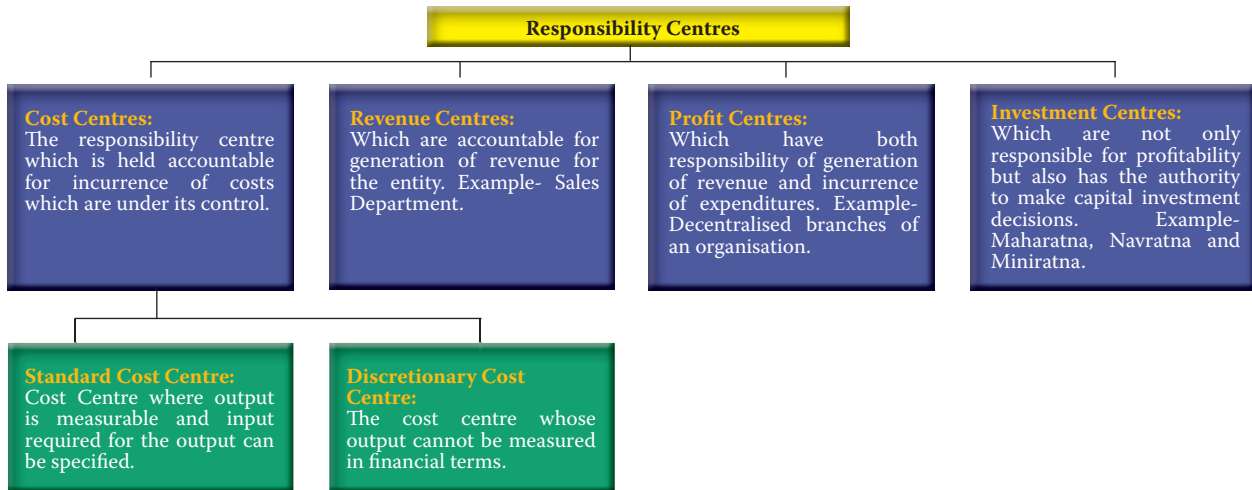 Responsibility Centres
Cost Centres:
The responsibility centre
which is held accountable
for incurrence of costs
which are under its control.
Revenue Centres:
Which are accountable for
generation of revenue for
the entity. Example- Sales
Department.
Profit Centres:
Which have both
responsibility of generation
of revenue and incurrence
of expenditures. Example-
Decentralised branches of
an organisation.
Investment Centres:
Which are not only
responsible for profitability
but also has the authority
to make capital investment
decisions. Example-
Maharatna, Navratna and
Miniratna.
Standard Cost Centre:
Cost Centre where output
is measurable and input
required for the output can
be specified.
Discretionary Cost
Centre:
The cost centre whose
output cannot be measured
in financial terms.